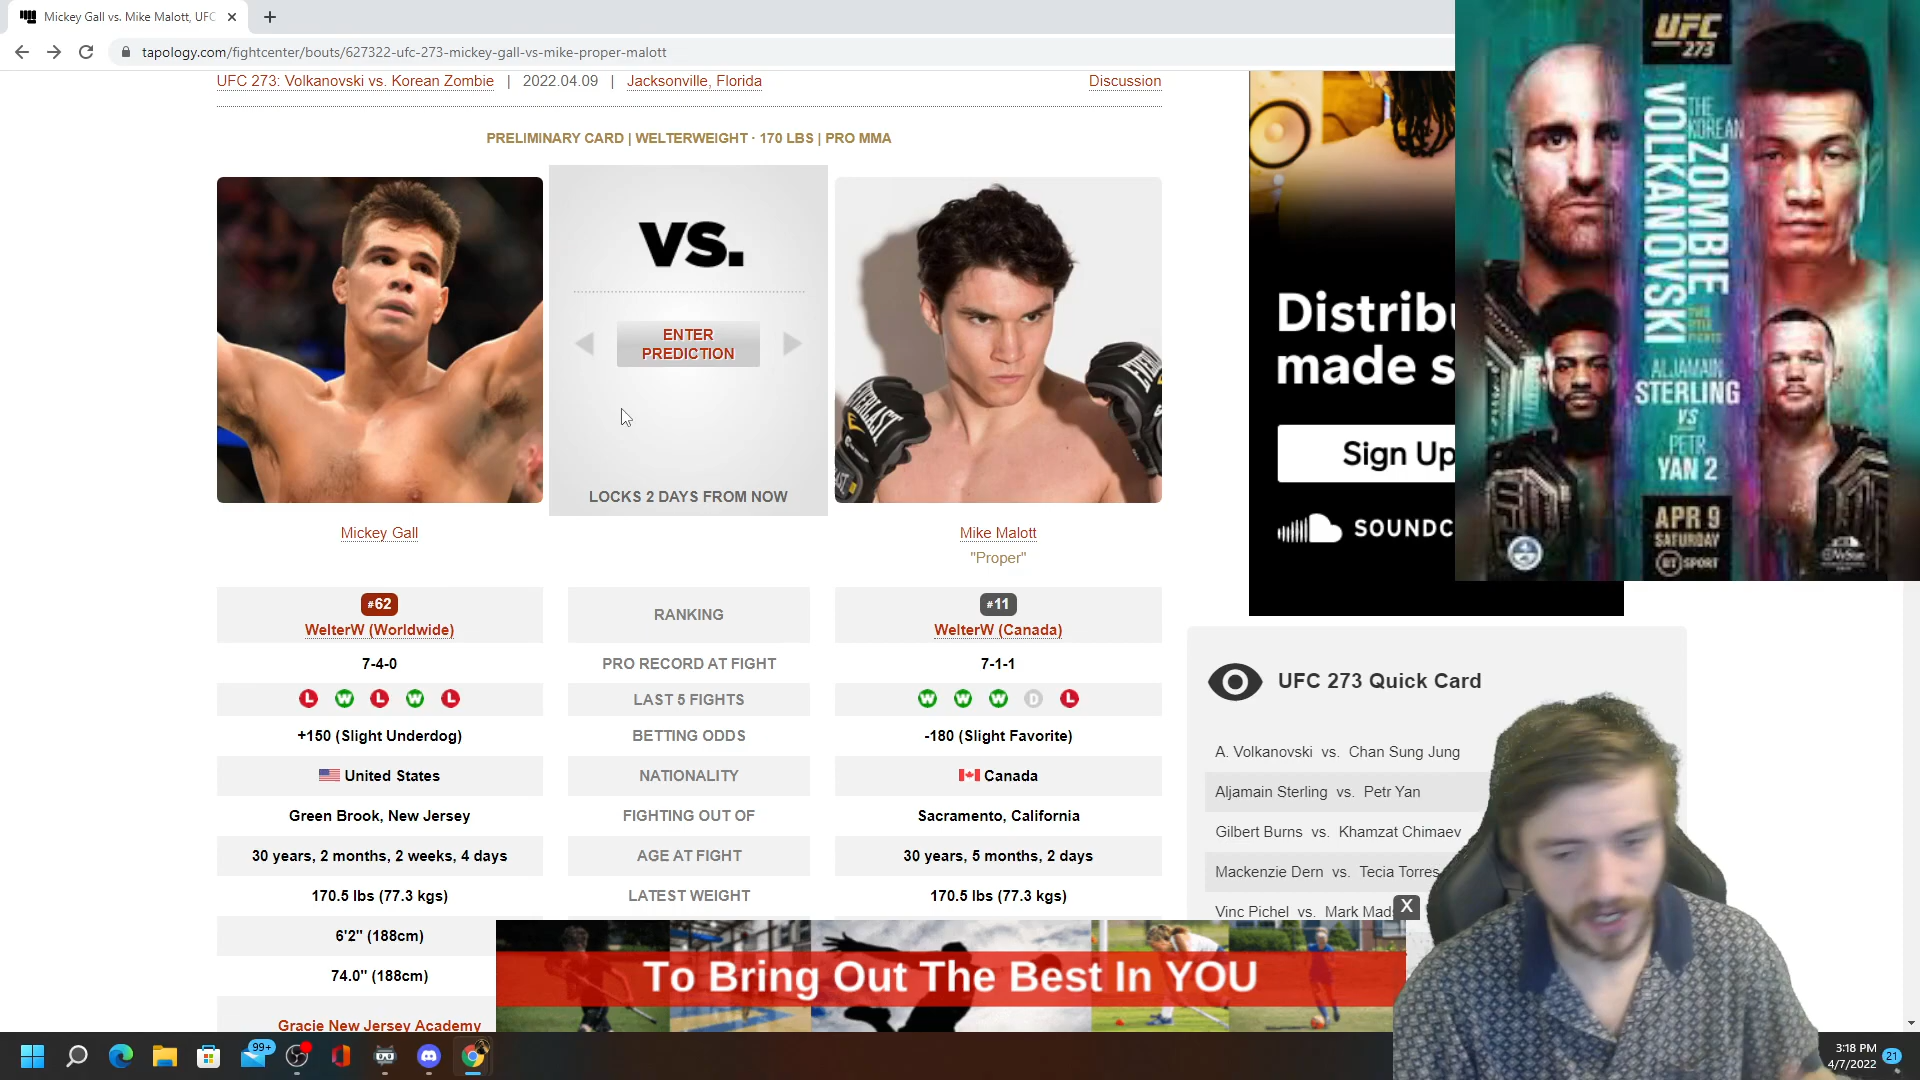 Mickey Gall vs. Mike Malott, UFC
tapology.com/fightcenter/bouts/627322-ufc-273-mickey-gall-vs-mike-proper-malott
UFC 273: Volkanovski vs. Korean Zombie | 2022.04.09 | Jacksonville, Florida
Discussion
PRELIMINARY CARD | WELTERWEIGHT · 170 LBS | PRO MMA
VS.
ENTER
PREDICTION
LOCKS 2 DAYS FROM NOW
EVERLAST
Mickey Gall
Mike Malott
"Proper"
#62
WelterW (Worldwide)
RANKING
#11
WelterW (Canada)
7-4-0
PRO RECORD AT FIGHT
7-1-1
L W L W L
LAST 5 FIGHTS
W W W D L
+150 (Slight Underdog)
BETTING ODDS
-180 (Slight Favorite)
United States
NATIONALITY
Canada
Green Brook, New Jersey
FIGHTING OUT OF
Sacramento, California
30 years, 2 months, 2 weeks, 4 days
AGE AT FIGHT
30 years, 5 months, 2 days
170.5 lbs (77.3 kgs)
LATEST WEIGHT
170.5 lbs (77.3 kgs)
6'2" (188cm)
74.0" (188cm)
Gracie New Jersey Academy
Distribu
made s
Sign Up
SOUNDC
UFC
273
VOLKANOVSKI
THE KOREAN
ZOMBIE
ALJAMAIN
STERLING
VS
PETR
YAN 2
APR 9
SATURDAY
BT SPORT
UFC 273 Quick Card
A. Volkanovski vs. Chan Sung Jung
Aljamain Sterling vs. Petr Yan
Gilbert Burns vs. Khamzat Chimaev
Mackenzie Dern vs. Tecia Torres
Vinc Pichel vs. Mark Mads
X
To Bring Out The Best In YOU
99+
3:18 PM
4/7/2022
21